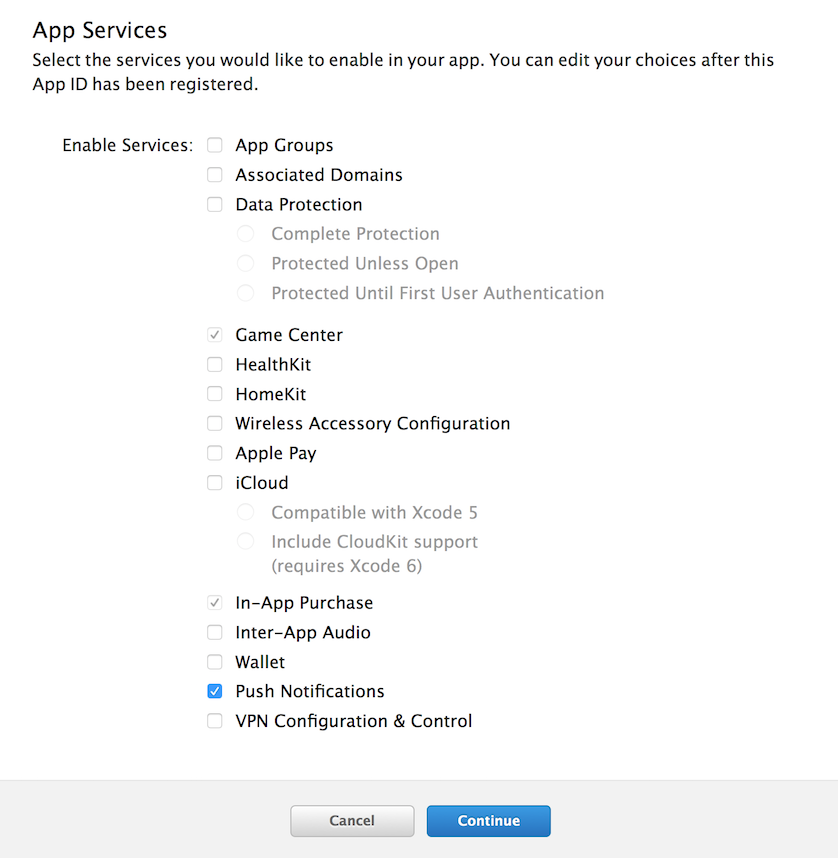 App Services
Select the services you would like to enable in your app. You can edit your choices after this
App ID has been registered.
Enable Services:
App Groups
Associated Domains
Data Protection
Complete Protection
Protected Unless Open
Protected Until First User Authentication
Game Center
HealthKit
HomeKit
Wireless Accessory Configuration
Apple Pay
iCloud
Compatible with Xcode 5
Include CloudKit support
(requires Xcode 6)
In-App Purchase
Inter-App Audio
Wallet
Push Notifications
VPN Configuration & Control
Cancel
Continue